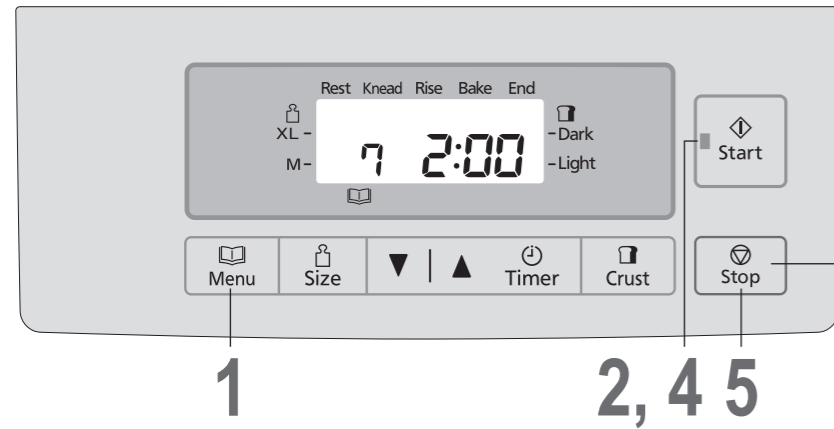 Rest Knead Rise Bake End
XL - - Dark
M - 7 2:00 - Light
Start
Menu Size ▼ | ▲ Timer Crust Stop
1 2, 4 5